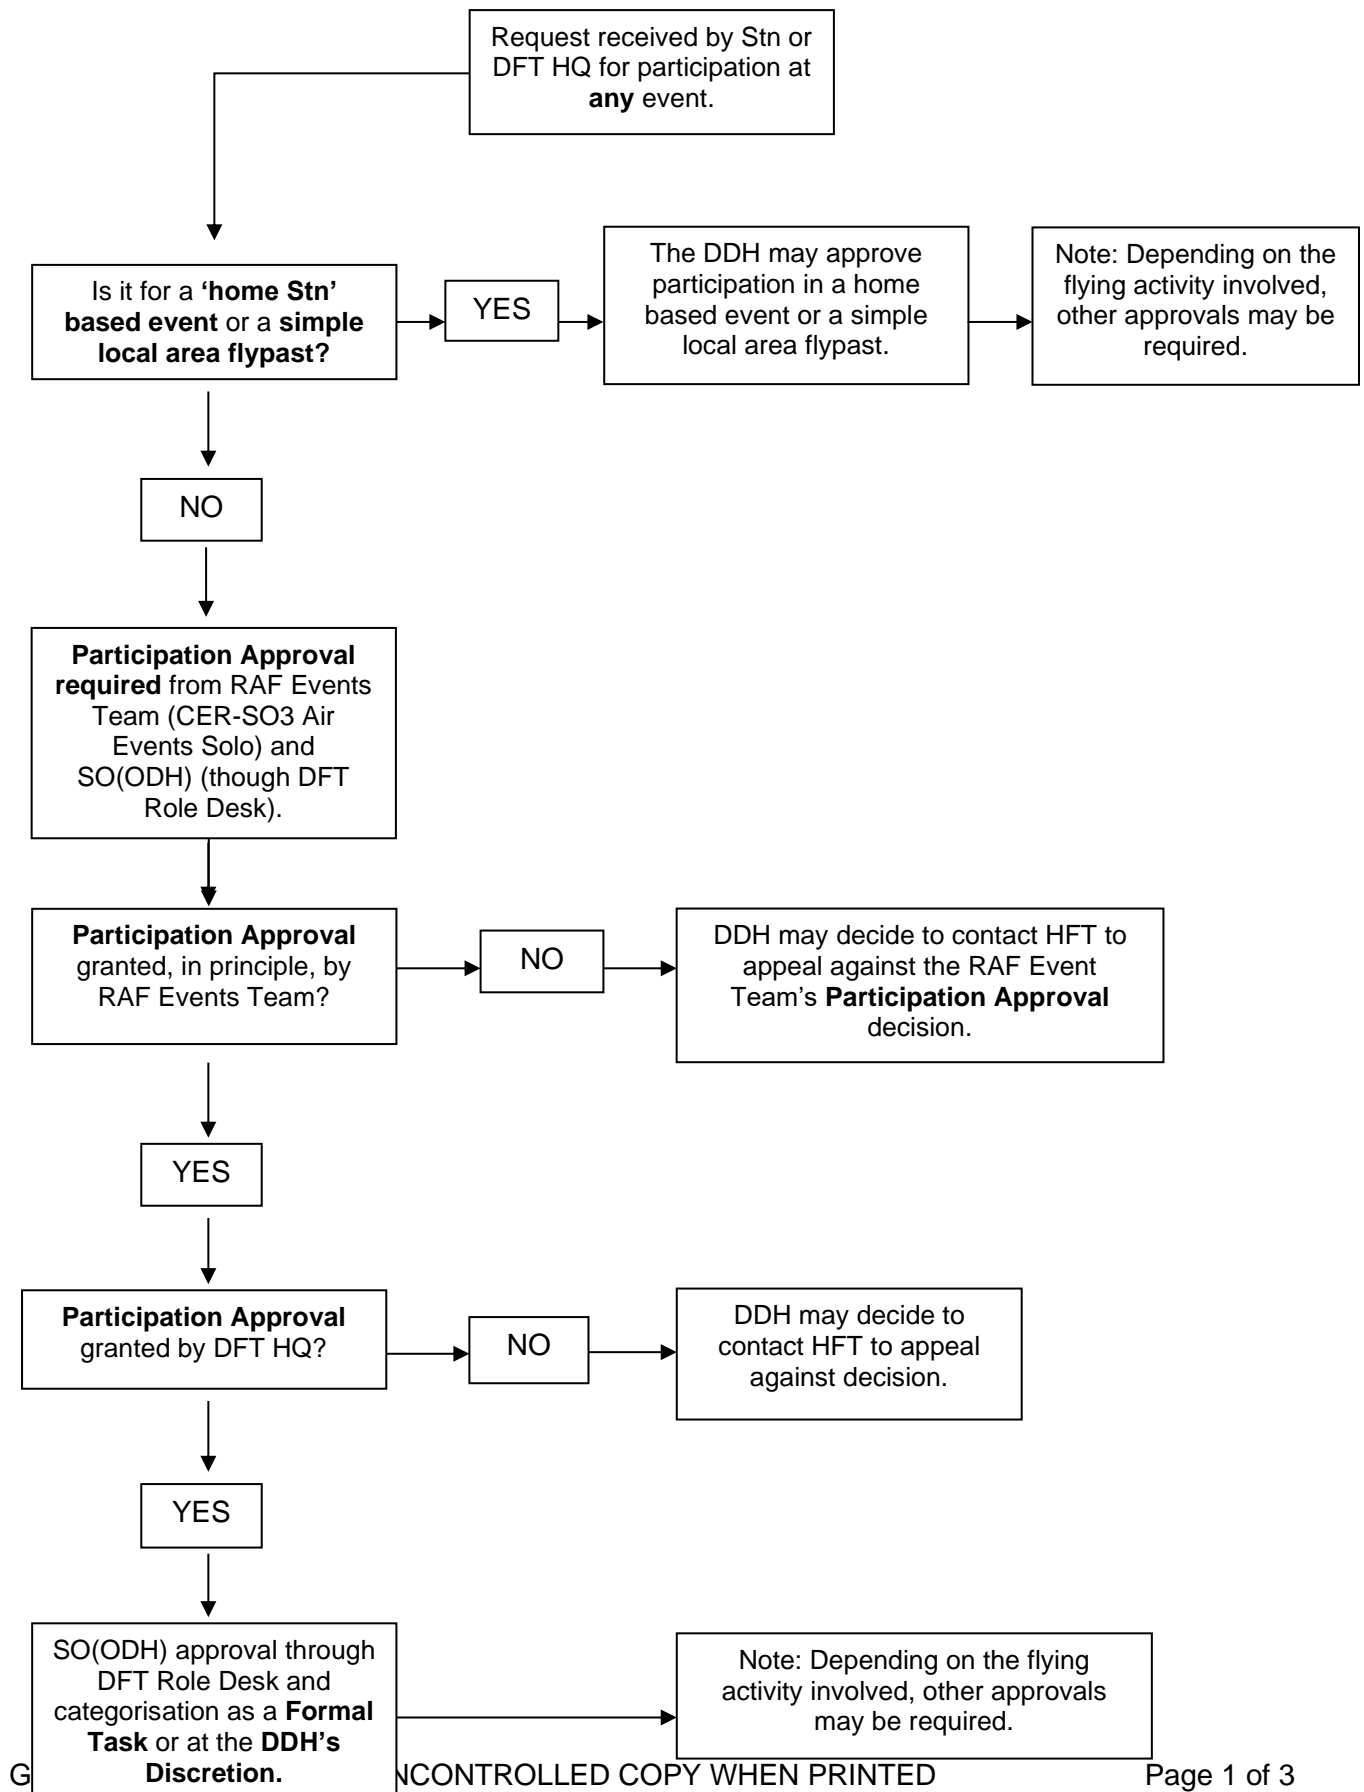 Request received by Stn or
DFT HQ for participation at
any event.
Is it for a ‘home Stn’
based event or a simple
local area flypast?
YES
The DDH may approve
participation in a home
based event or a simple
local area flypast.
Note: Depending on the
flying activity involved,
other approvals may be
required.
NO
Participation Approval
required from RAF Events
Team (CER-SO3 Air
Events Solo) and
SO(ODH) (though DFT
Role Desk).
Participation Approval
granted, in principle, by
RAF Events Team?
NO
DDH may decide to contact HFT to
appeal against the RAF Event
Team’s Participation Approval
decision.
YES
Participation Approval
granted by DFT HQ?
NO
DDH may decide to
contact HFT to appeal
against decision.
YES
SO(ODH) approval through
DFT Role Desk and
categorisation as a Formal
Task or at the DDH’s
Discretion.
Note: Depending on the flying
activity involved, other approvals
may be required.
G NCONTROLLED COPY WHEN PRINTED Page 1 of 3